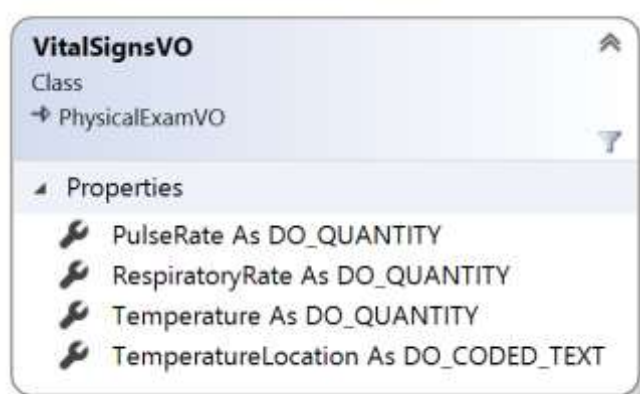 VitalSignsVO
Class
PhysicalExamVO
Properties
PulseRate As DO_QUANTITY
RespiratoryRate As DO_QUANTITY
Temperature As DO_QUANTITY
TemperatureLocation As DO_CODED_TEXT